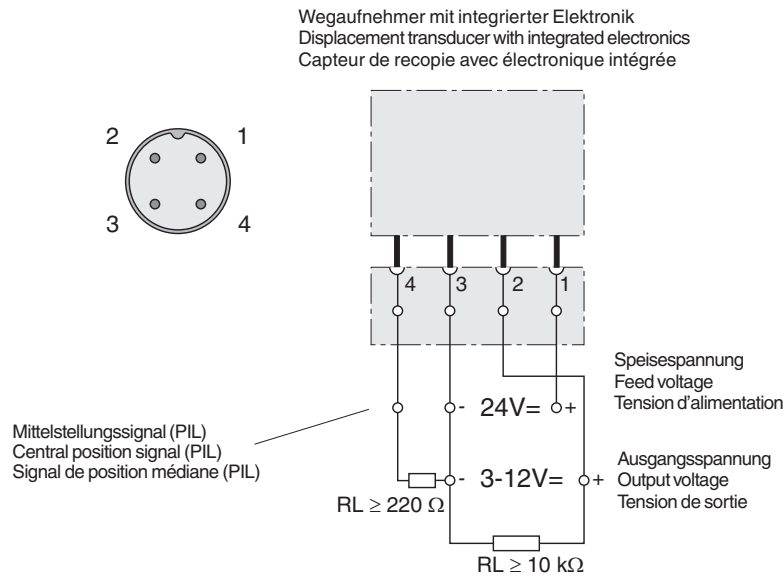 Wegaufnehmer mit integrierter Elektronik
Displacement transducer with integrated electronics
Capteur de recopie avec électronique intégrée
2 1
3 4
4 3 2 1
Speisespannung
Feed voltage
Tension d'alimentation
- 24V= +
Mittelstellungssignal (PIL)
Central position signal (PIL)
Signal de position médiane (PIL)
Ausgangsspannung
Output voltage
Tension de sortie
- 3-12V= +
RL ≥ 220 Ω
RL ≥ 10 kΩ